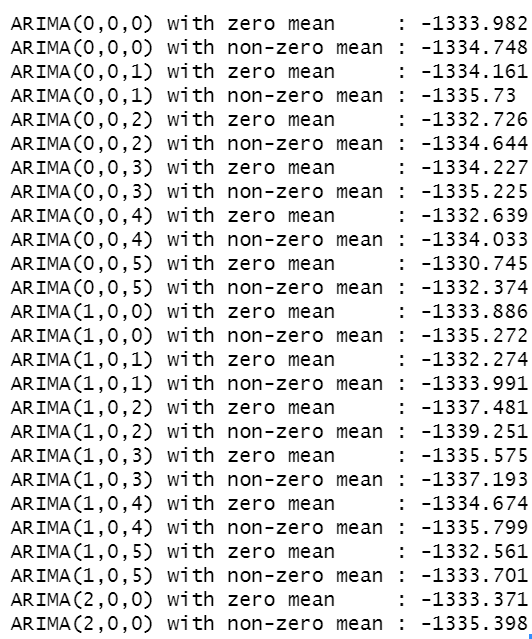 ARIMA(0,0,0) with zero mean     : -1333.982
ARIMA(0,0,0) with non-zero mean : -1334.748
ARIMA(0,0,1) with zero mean     : -1334.161
ARIMA(0,0,1) with non-zero mean : -1335.73
ARIMA(0,0,2) with zero mean     : -1332.726
ARIMA(0,0,2) with non-zero mean : -1334.644
ARIMA(0,0,3) with zero mean     : -1334.227
ARIMA(0,0,3) with non-zero mean : -1335.225
ARIMA(0,0,4) with zero mean     : -1332.639
ARIMA(0,0,4) with non-zero mean : -1334.033
ARIMA(0,0,5) with zero mean     : -1330.745
ARIMA(0,0,5) with non-zero mean : -1332.374
ARIMA(1,0,0) with zero mean     : -1333.886
ARIMA(1,0,0) with non-zero mean : -1335.272
ARIMA(1,0,1) with zero mean     : -1332.274
ARIMA(1,0,1) with non-zero mean : -1333.991
ARIMA(1,0,2) with zero mean     : -1337.481
ARIMA(1,0,2) with non-zero mean : -1339.251
ARIMA(1,0,3) with zero mean     : -1335.575
ARIMA(1,0,3) with non-zero mean : -1337.193
ARIMA(1,0,4) with zero mean     : -1334.674
ARIMA(1,0,4) with non-zero mean : -1335.799
ARIMA(1,0,5) with zero mean     : -1332.561
ARIMA(1,0,5) with non-zero mean : -1333.701
ARIMA(2,0,0) with zero mean     : -1333.371
ARIMA(2,0,0) with non-zero mean : -1335.398